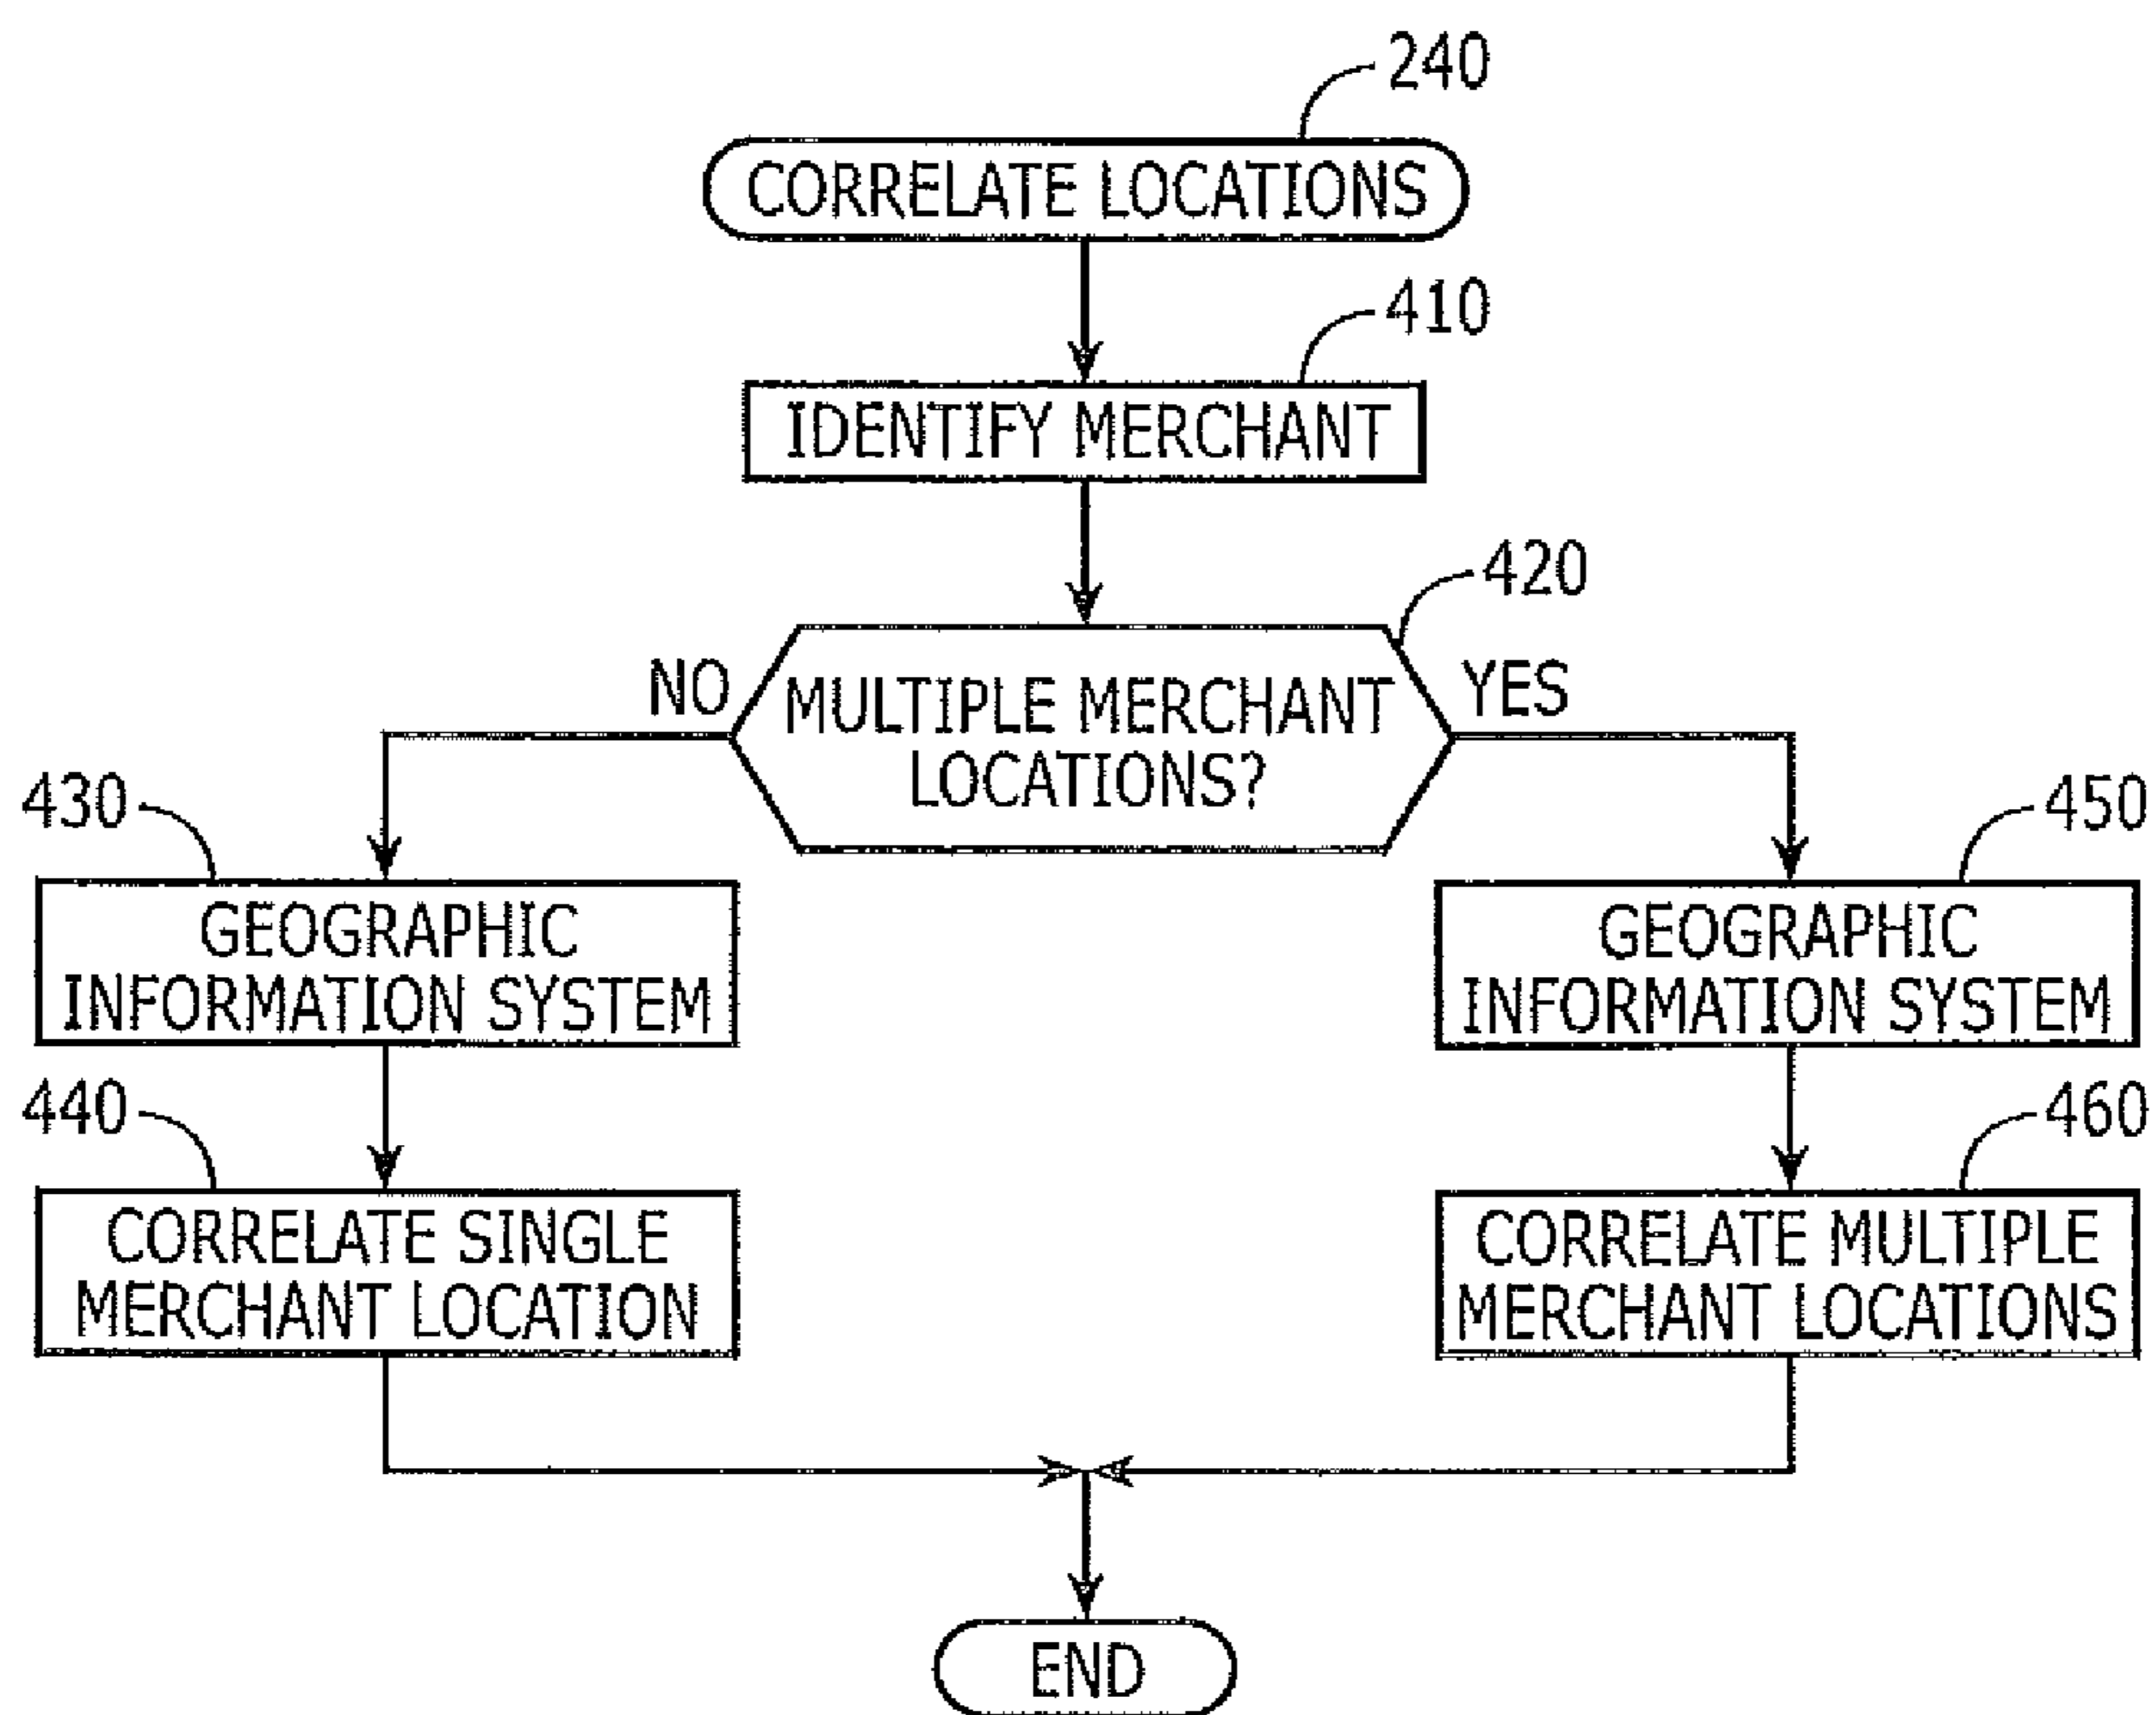 240
CORRELATE LOCATIONS
410
IDENTIFY MERCHANT
420
NO
MULTIPLE MERCHANT
LOCATIONS?
YES
430
GEOGRAPHIC
INFORMATION SYSTEM
450
GEOGRAPHIC
INFORMATION SYSTEM
440
CORRELATE SINGLE
MERCHANT LOCATION
460
CORRELATE MULTIPLE
MERCHANT LOCATIONS
END